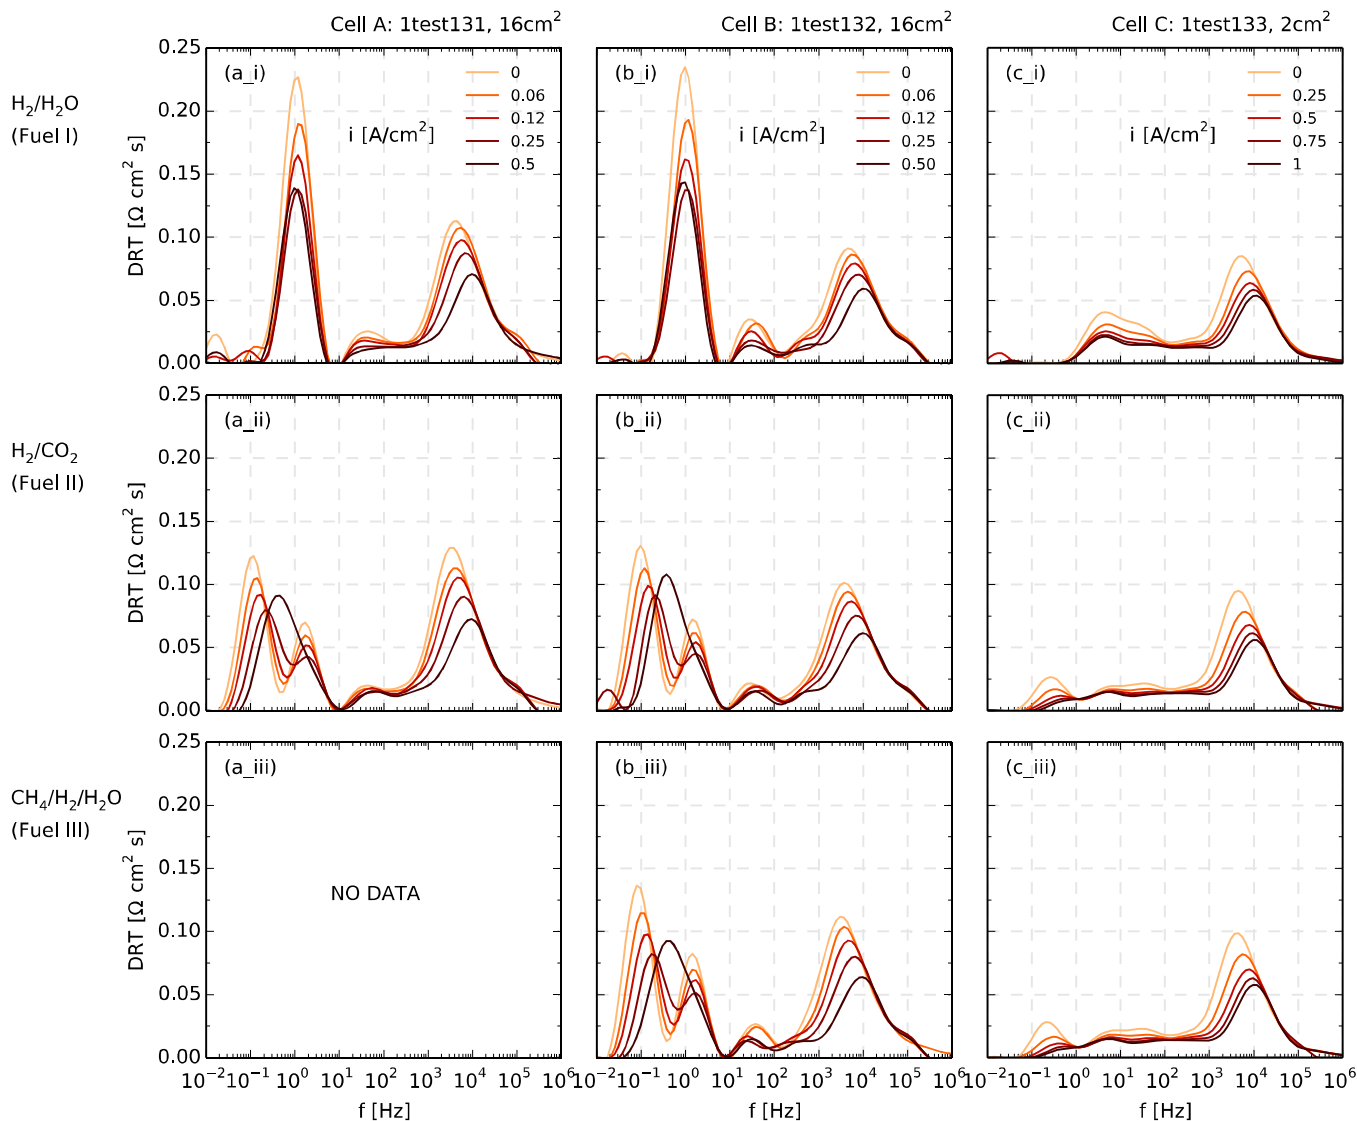 Cell A: 1test131, 16cm²
Cell B: 1test132, 16cm²
Cell C: 1test133, 2cm²
H₂/H₂O
(Fuel I)
DRT [Ω cm² s]
0.25
0.20
0.15
0.10
0.05
0.00
(a_i)
i [A/cm²]
0
0.06
0.12
0.25
0.5
(b_i)
i [A/cm²]
0
0.06
0.12
0.25
0.50
(c_i)
i [A/cm²]
0
0.25
0.5
0.75
1
H₂/CO₂
(Fuel II)
DRT [Ω cm² s]
0.25
0.20
0.15
0.10
0.05
0.00
(a_ii)
(b_ii)
(c_ii)
CH₄/H₂/H₂O
(Fuel III)
DRT [Ω cm² s]
0.25
0.20
0.15
0.10
0.05
0.00
(a_iii)
NO DATA
(b_iii)
(c_iii)
10⁻² 10⁻¹ 10⁰ 10¹ 10² 10³ 10⁴ 10⁵ 10⁶
10⁻² 10⁻¹ 10⁰ 10¹ 10² 10³ 10⁴ 10⁵ 10⁶
10⁻² 10⁻¹ 10⁰ 10¹ 10² 10³ 10⁴ 10⁵ 10⁶
f [Hz]
f [Hz]
f [Hz]